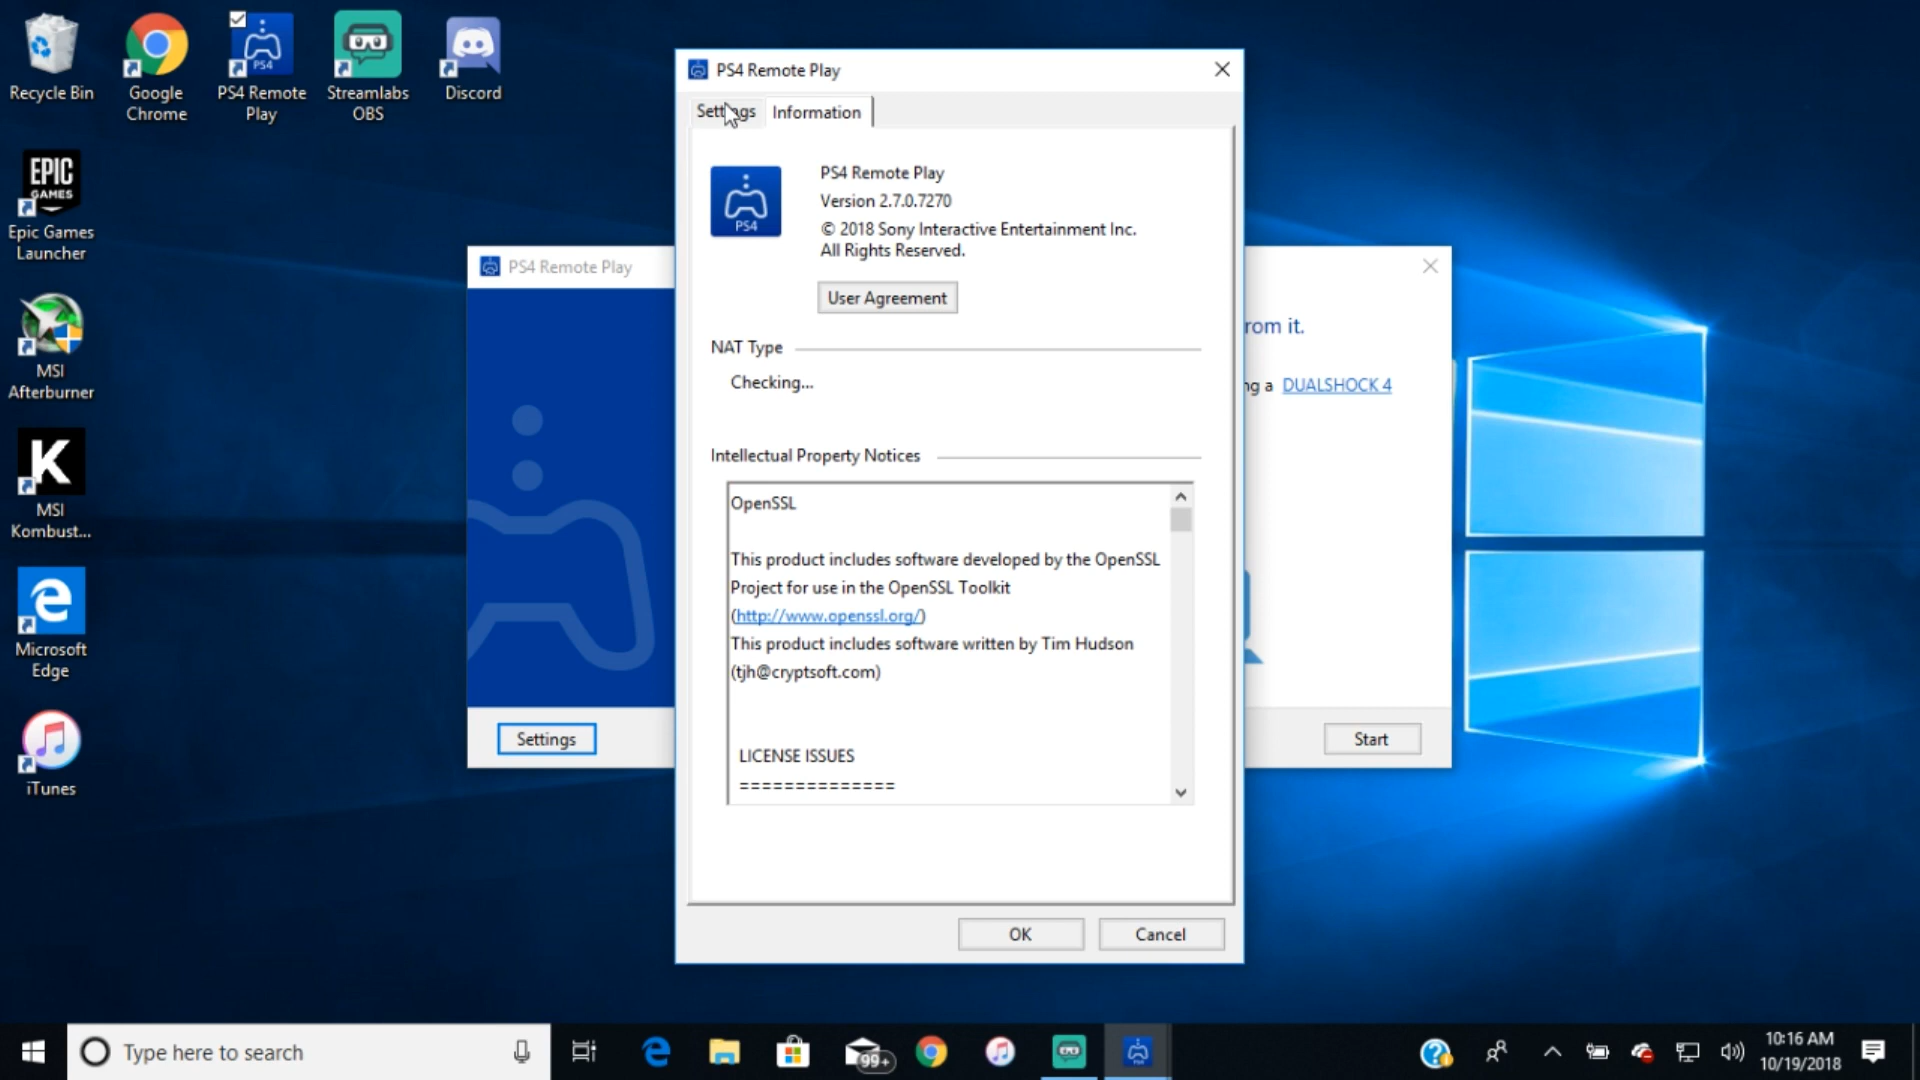 Recycle Bin
Google
Chrome
PS4
PS4 Remote
Play
Streamlabs
OBS
Discord
EPIC
GAMES
Epic Games
Launcher
MSI
Afterburner
K
MSI
Kombust...
Microsoft
Edge
iTunes
PS4 Remote Play
Settings
Information
PS4
PS4 Remote Play
Version 2.7.0.7270
© 2018 Sony Interactive Entertainment Inc.
All Rights Reserved.
User Agreement
NAT Type
Checking...
Intellectual Property Notices
OpenSSL
This product includes software developed by the OpenSSL
Project for use in the OpenSSL Toolkit
(http://www.openssl.org/)
This product includes software written by Tim Hudson
(tjh@cryptsoft.com)
LICENSE ISSUES
==============
OK
Cancel
PS4 Remote Play
rom it.
ng a DUALSHOCK 4
Settings
Start
Type here to search
99+
10:16 AM
10/19/2018